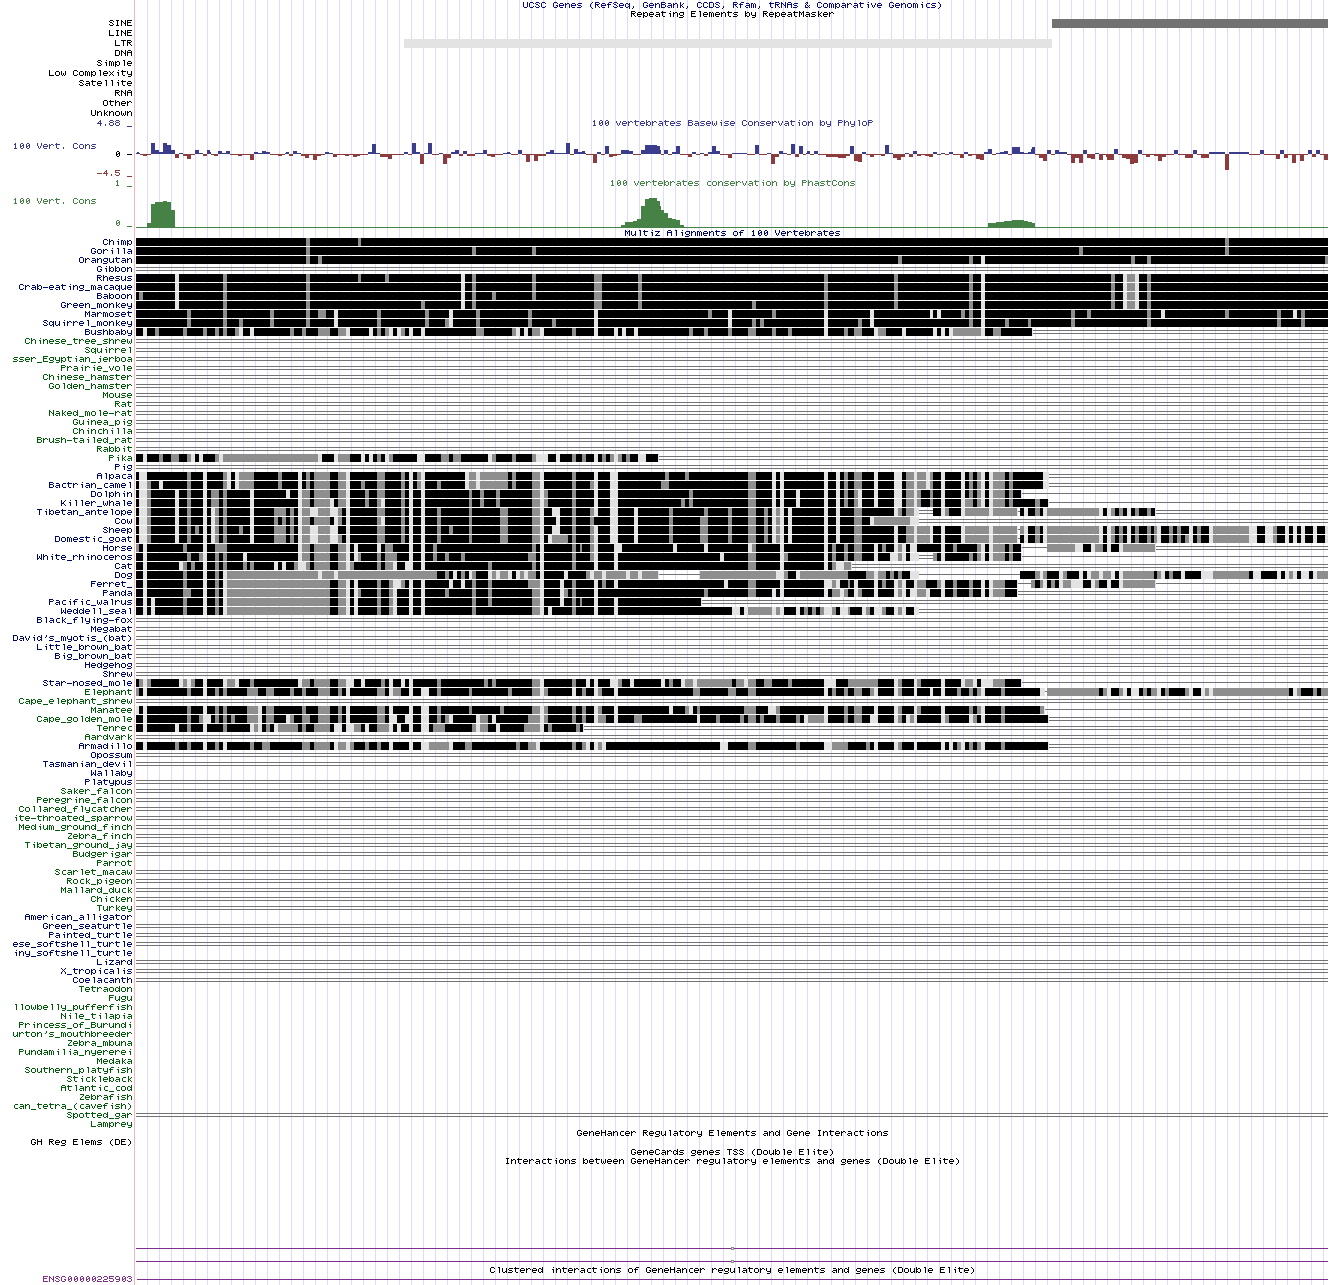 UCSC Genes (RefSeq, GenBank, CCDS, Rfam, tRNAs & Comparative Genomics)
Repeating Elements by RepeatMasker
SINE
LINE
LTR
DNA
Simple
Low Complexity
Satellite
RNA
Other
Unknown
4.88 _
100 vertebrates Basewise Conservation by PhyloP
100 Vert. Cons
0 -
-4.5 _
1 _
100 vertebrates conservation by PhastCons
100 Vert. Cons
0 _
Multiz Alignments of 100 Vertebrates
Chimp
Gorilla
Orangutan
Gibbon
Rhesus
Crab-eating_macaque
Baboon
Green_monkey
Marmoset
Squirrel_monkey
Bushbaby
Chinese_tree_shrew
Squirrel
sser_Egyptian_jerboa
Prairie_vole
Chinese_hamster
Golden_hamster
Mouse
Rat
Naked_mole-rat
Guinea_pig
Chinchilla
Brush-tailed_rat
Rabbit
Pika
Pig
Alpaca
Bactrian_camel
Dolphin
Killer_whale
Tibetan_antelope
Cow
Sheep
Domestic_goat
Horse
White_rhinoceros
Cat
Dog
Ferret_
Panda
Pacific_walrus
Weddell_seal
Black_flying-fox
Megabat
David's_myotis_(bat)
Little_brown_bat
Big_brown_bat
Hedgehog
Shrew
Star-nosed_mole
Elephant
Cape_elephant_shrew
Manatee
Cape_golden_mole
Tenrec
Aardvark
Armadillo
Opossum
Tasmanian_devil
Wallaby
Platypus
Saker_falcon
Peregrine_falcon
Collared_flycatcher
ite-throated_sparrow
Medium_ground_finch
Zebra_finch
Tibetan_ground_jay
Budgerigar
Parrot
Scarlet_macaw
Rock_pigeon
Mallard_duck
Chicken
Turkey
American_alligator
Green_seaturtle
Painted_turtle
ese_softshell_turtle
iny_softshell_turtle
Lizard
X_tropicalis
Coelacanth
Tetraodon
Fugu
llowbelly_pufferfish
Nile_tilapia
Princess_of_Burundi
urton's_mouthbreeder
Zebra_mbuna
Pundamilia_nyererei
Medaka
Southern_platyfish
Stickleback
Atlantic_cod
Zebrafish
can_tetra_(cavefish)
Spotted_gar
Lamprey
GeneHancer Regulatory Elements and Gene Interactions
GH Reg Elems (DE)
GeneCards genes TSS (Double Elite)
Interactions between GeneHancer regulatory elements and genes (Double Elite)
Clustered interactions of GeneHancer regulatory elements and genes (Double Elite)
ENSG00000225903